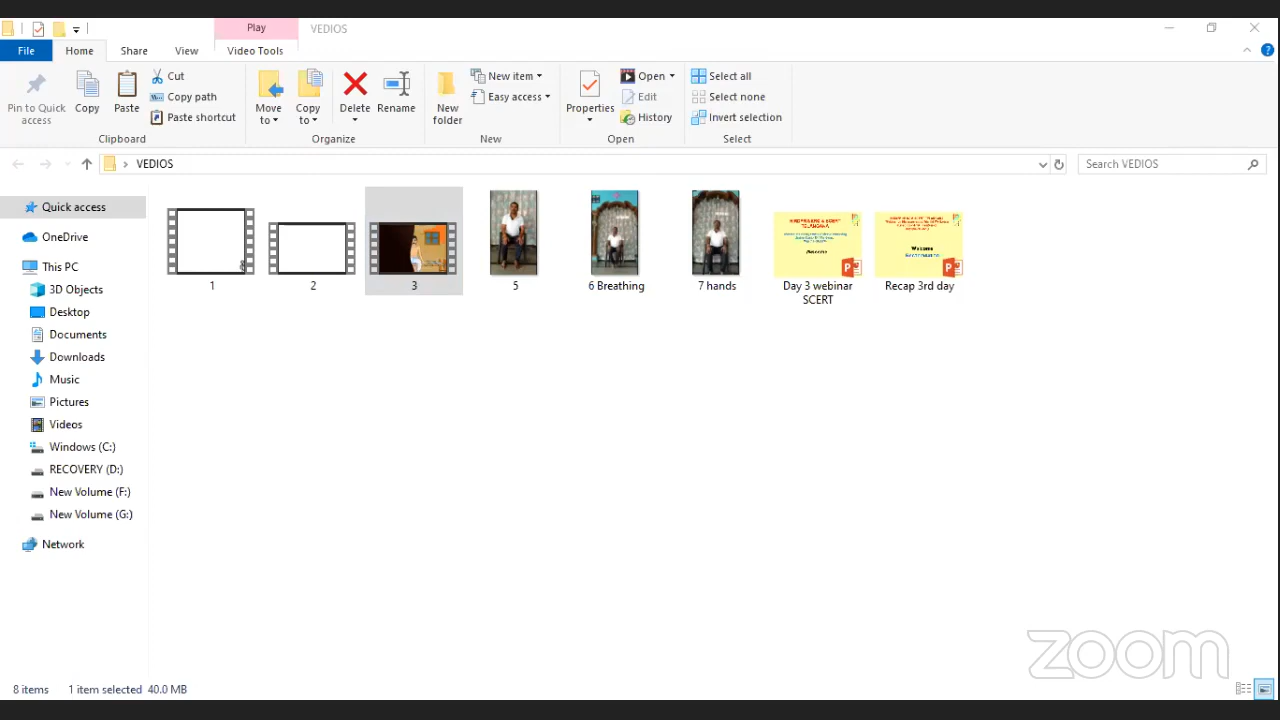 Play
VEDIOS
File
Home
Share
View
Video Tools
Pin to Quick access
Copy
Paste
Cut
Copy path
Paste shortcut
Clipboard
Move to
Copy to
Delete
Rename
Organize
New folder
New item
Easy access
New
Properties
Open
Edit
History
Open
Select all
Select none
Invert selection
Select
VEDIOS
Search VEDIOS
Quick access
OneDrive
This PC
3D Objects
Desktop
Documents
Downloads
Music
Pictures
Videos
Windows (C:)
RECOVERY (D:)
New Volume (F:)
New Volume (G:)
Network
1
2
3
5
6 Breathing
7 hands
Day 3 webinar
SCERT
Recap 3rd day
TELANGANA
Welcome
8 items
1 item selected 40.0 MB
zoom